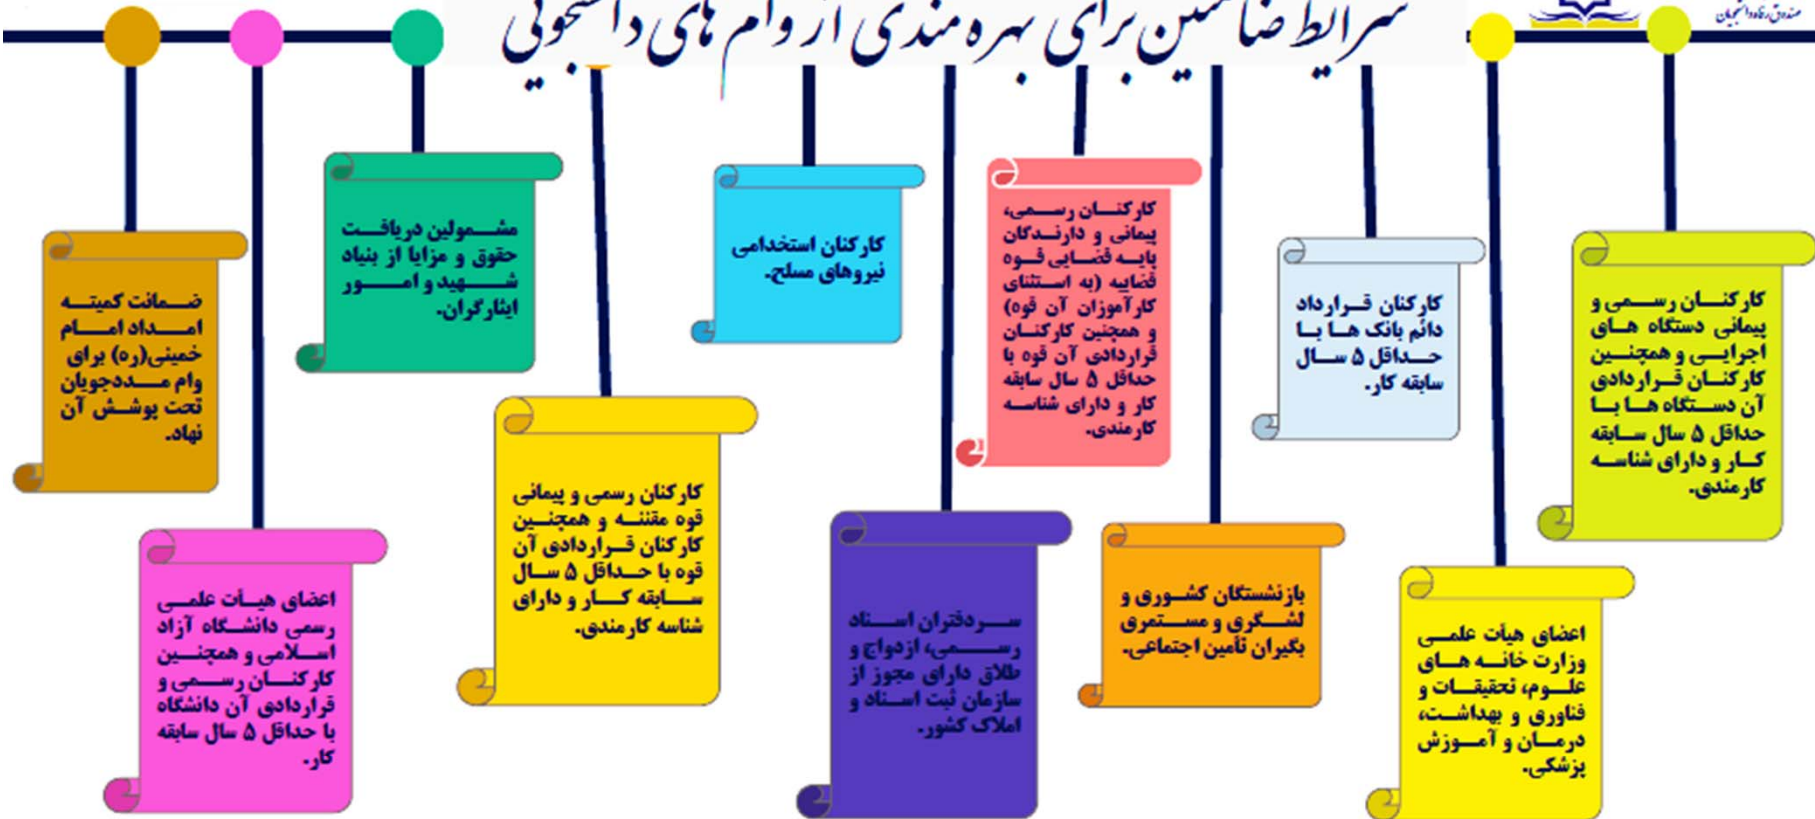 شرایط ضامنین برای بهره مندی از وام های دانشجویی
صندوق رفاه دانشجویان
کارکنان رسمی و
پیمانی دستگاه های
اجرایی و همچنین
کارکنان قراردادی
آن دستگاه ها با
حداقل ۵ سال سابقه
کار و دارای شناسه
کارمندی.
اعضای هیأت علمی
وزارت خانه های
علوم، تحقیقات و
فناوری و بهداشت،
درمان و آموزش
پزشکی.
کارکنان قرارداد
دائم بانک ها با
حداقل ۵ سال
سابقه کار.
بازنشستگان کشوری و
لشگری و مستمری
بگیران تأمین اجتماعی.
کارکنان رسمی،
پیمانی و دارندگان
پایه قضایی قوه
قضاییه (به استثنای
کارآموزان آن قوه)
و همچنین کارکنان
قراردادی آن قوه با
حداقل ۵ سال سابقه
کار و دارای شناسه
کارمندی.
سردفتران اسناد
رسمی، ازدواج و
طلاق دارای مجوز از
سازمان ثبت اسناد و
املاک کشور.
کارکنان استخدامی
نیروهای مسلح.
کارکنان رسمی و پیمانی
قوه مقننه و همچنین
کارکنان قراردادی آن
قوه با حداقل ۵ سال
سابقه کار و دارای
شناسه کارمندی.
مشمولین دریافت
حقوق و مزایا از بنیاد
شهید و امور
ایثارگران.
اعضای هیأت علمی
رسمی دانشگاه آزاد
اسلامی و همچنین
کارکنان رسمی و
قراردادی آن دانشگاه
با حداقل ۵ سال سابقه
کار.
ضمانت کمیته
امداد امام
خمینی(ره) برای
وام مددجویان
تحت پوشش آن
نهاد.